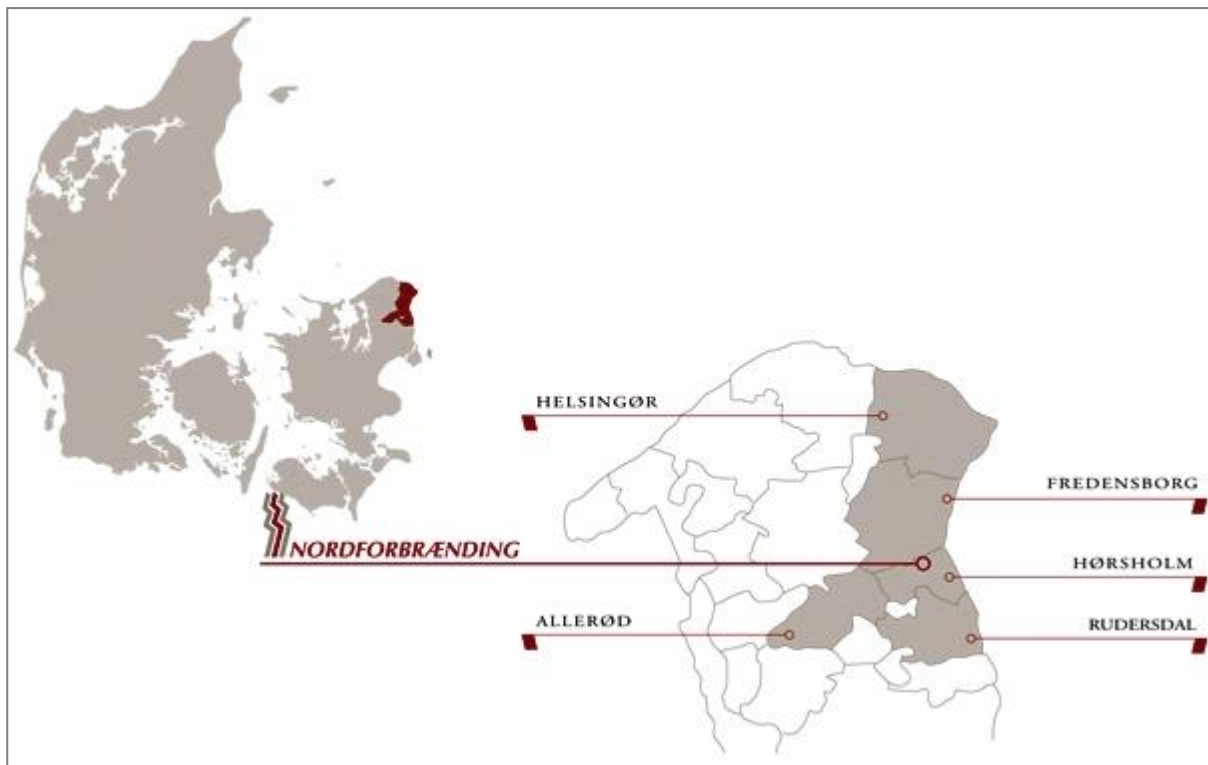 HELSINGØR
FREDENSBORG
NORDFORBRÆNDING
HØRSHOLM
ALLERØD
RUDERSDAL